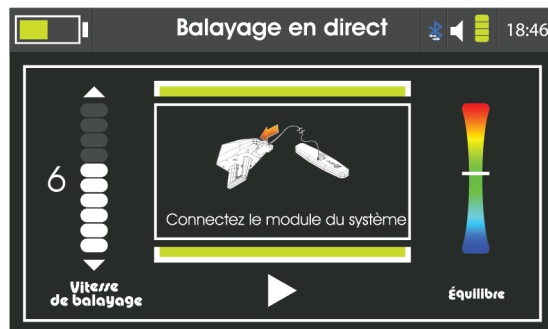 Balayage en direct
18:46
6
Connectez le module du système
Vitesse
de balayage
Équilibre